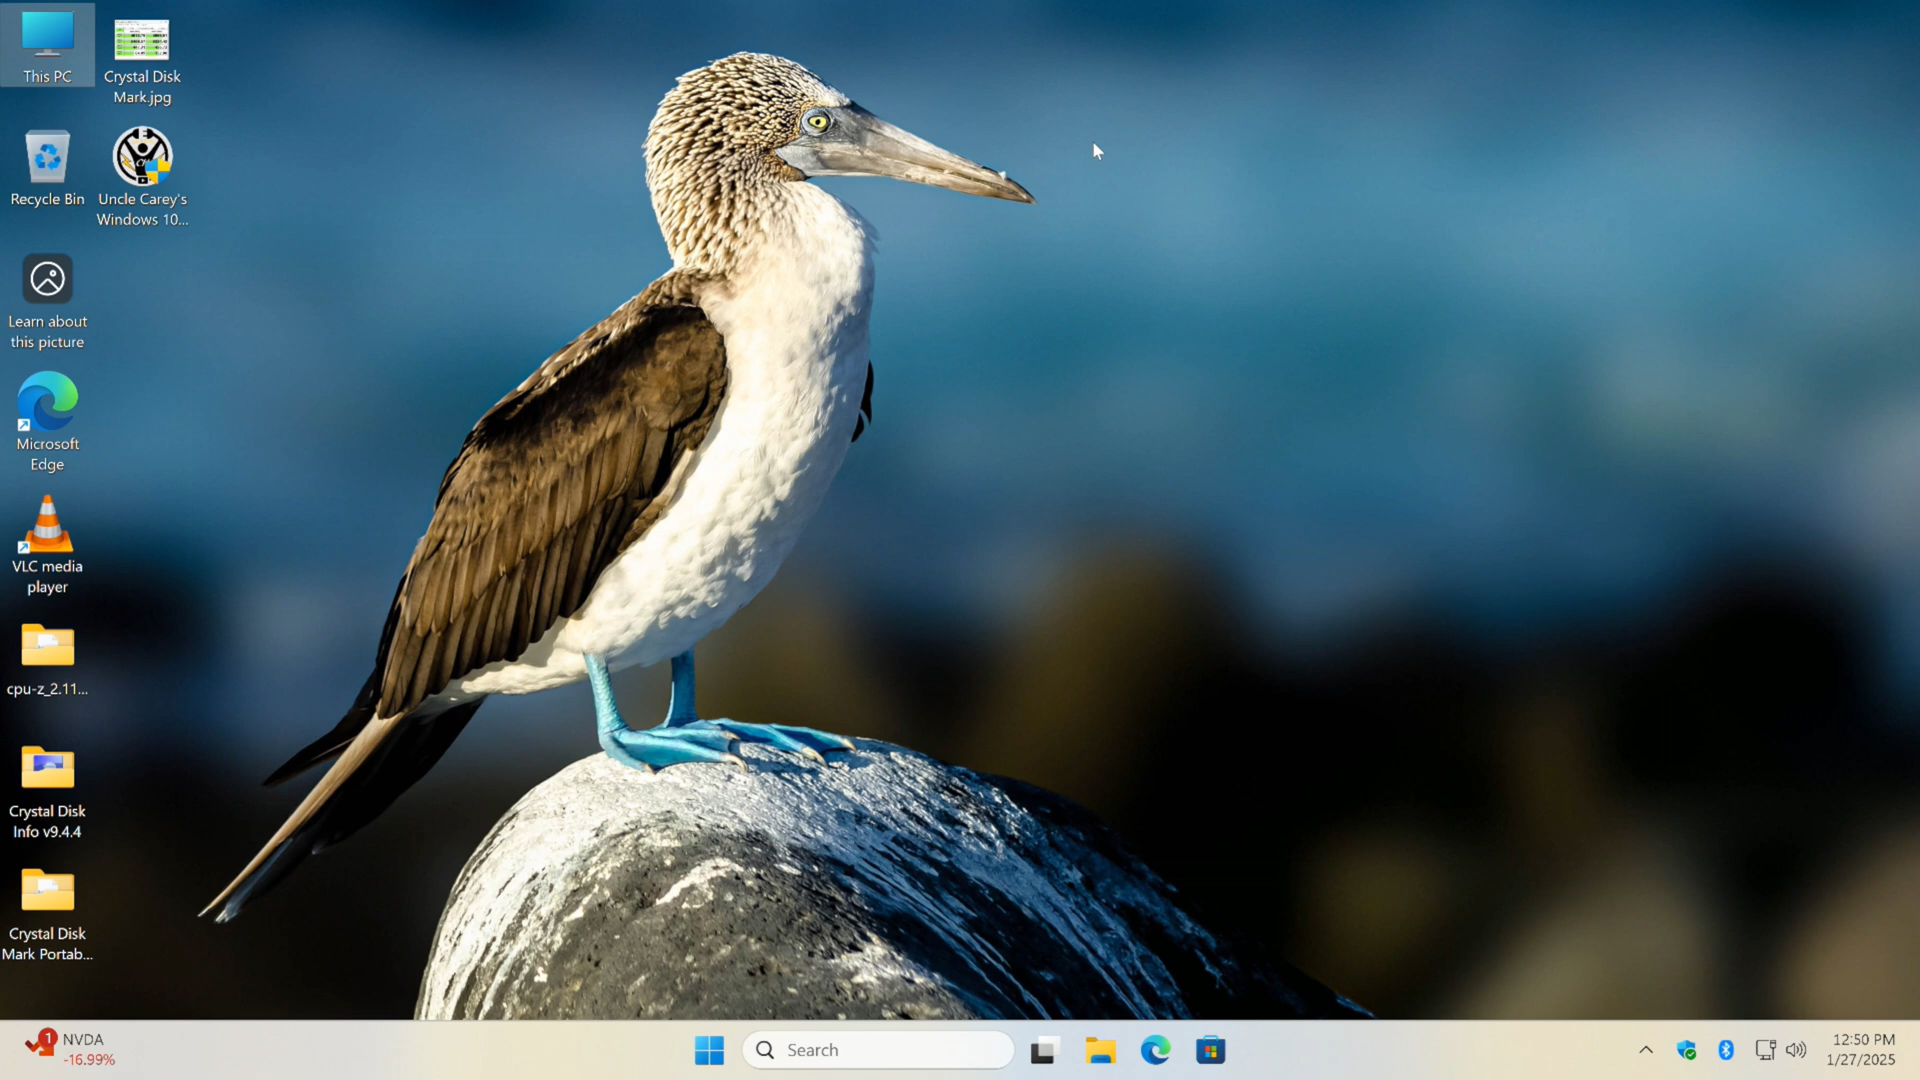 This PC
Crystal Disk
Mark.jpg
Recycle Bin
Uncle Carey's
Windows 10...
Learn about
this picture
Microsoft
Edge
VLC media
player
cpu-z_2.11...
Crystal Disk
Info v9.4.4
Crystal Disk
Mark Portab...
1
NVDA
-16.99%
Search
12:50 PM
1/27/2025